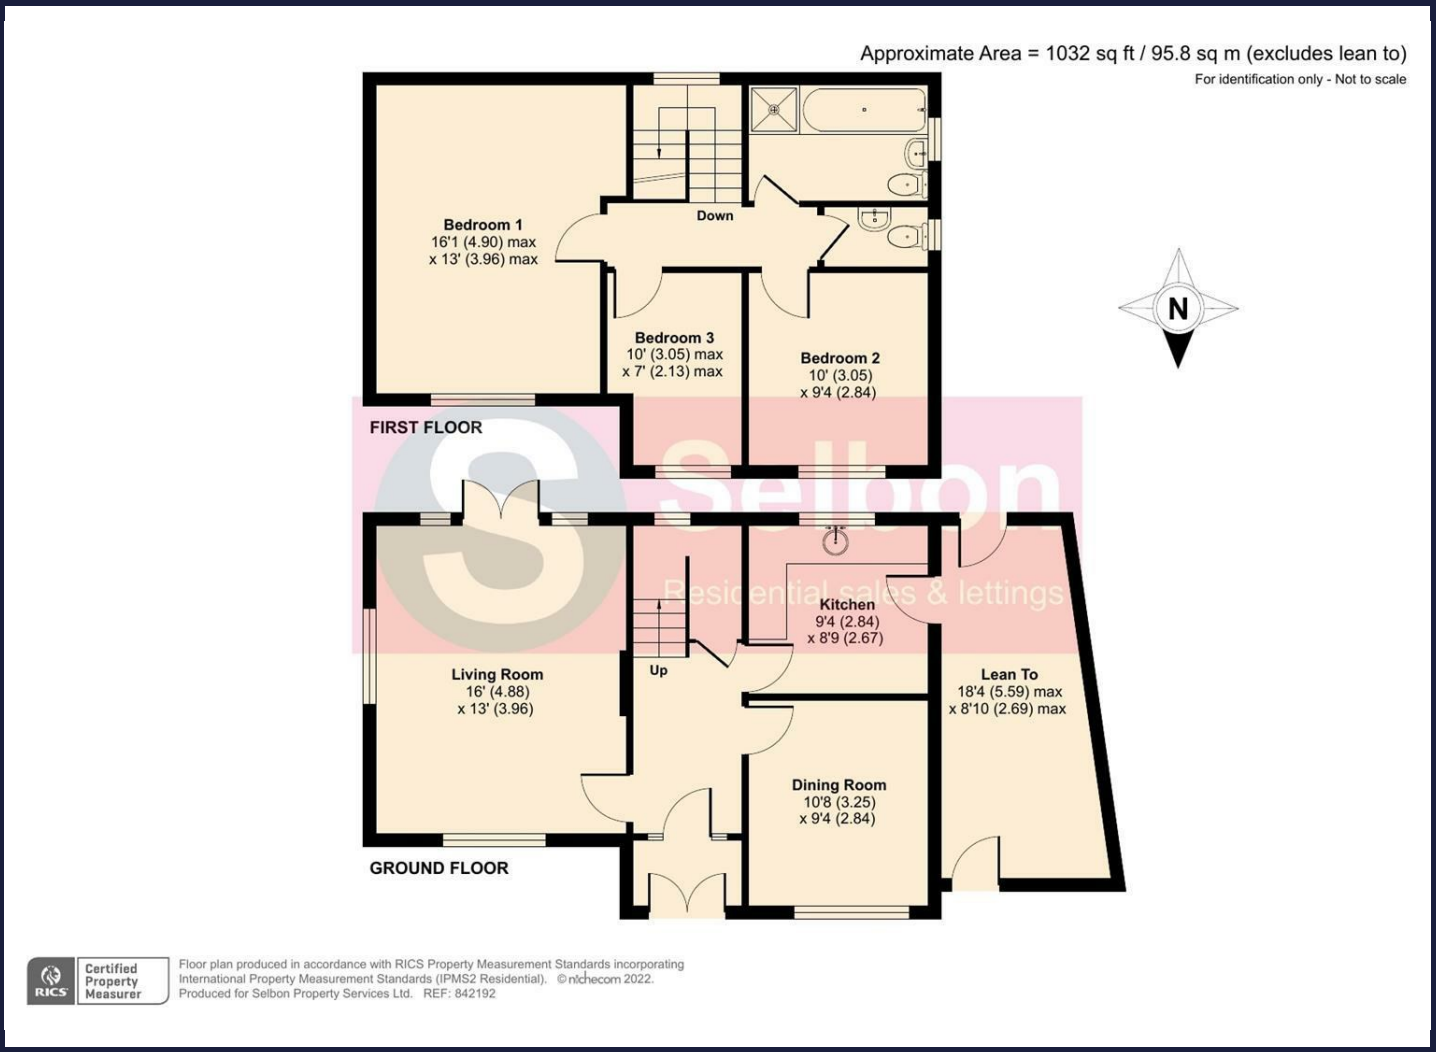 Approximate Area = 1032 sq ft / 95.8 sq m (excludes lean to)
For identification only - Not to scale
Bedroom 1
16'1 (4.90) max
x 13' (3.96) max
Down
Bedroom 3
10' (3.05) max
x 7' (2.13) max
Bedroom 2
10' (3.05)
x 9'4 (2.84)
N
FIRST FLOOR
S
Selbon
Residential sales & lettings
Kitchen
9'4 (2.84)
x 8'9 (2.67)
Living Room
16' (4.88)
x 13' (3.96)
Up
Lean To
18'4 (5.59) max
x 8'10 (2.69) max
Dining Room
10'8 (3.25)
x 9'4 (2.84)
GROUND FLOOR
RICS
Certified
Property
Measurer
Floor plan produced in accordance with RICS Property Measurement Standards incorporating
International Property Measurement Standards (IPMS2 Residential). ©nichecom 2022.
Produced for Selbon Property Services Ltd. REF: 842192